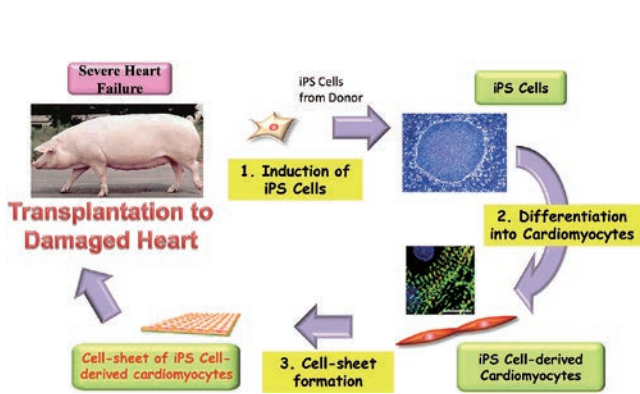 Severe Heart
Failure
iPS Cells
from Donor
iPS Cells
1. Induction of
iPS Cells
Transplantation to
Damaged Heart
2. Differentiation
into Cardiomyocytes
Cell-sheet of iPS Cell-
derived cardiomyocytes
3. Cell-sheet
formation
iPS Cell-derived
Cardiomyocytes